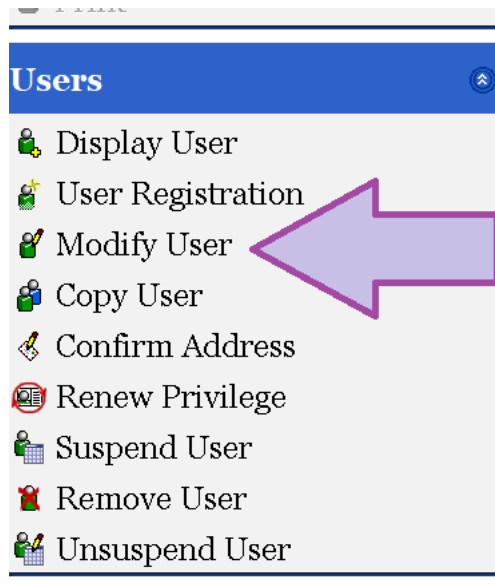 Print
Users
Display User
User Registration
Modify User
Copy User
Confirm Address
Renew Privilege
Suspend User
Remove User
Unsuspend User